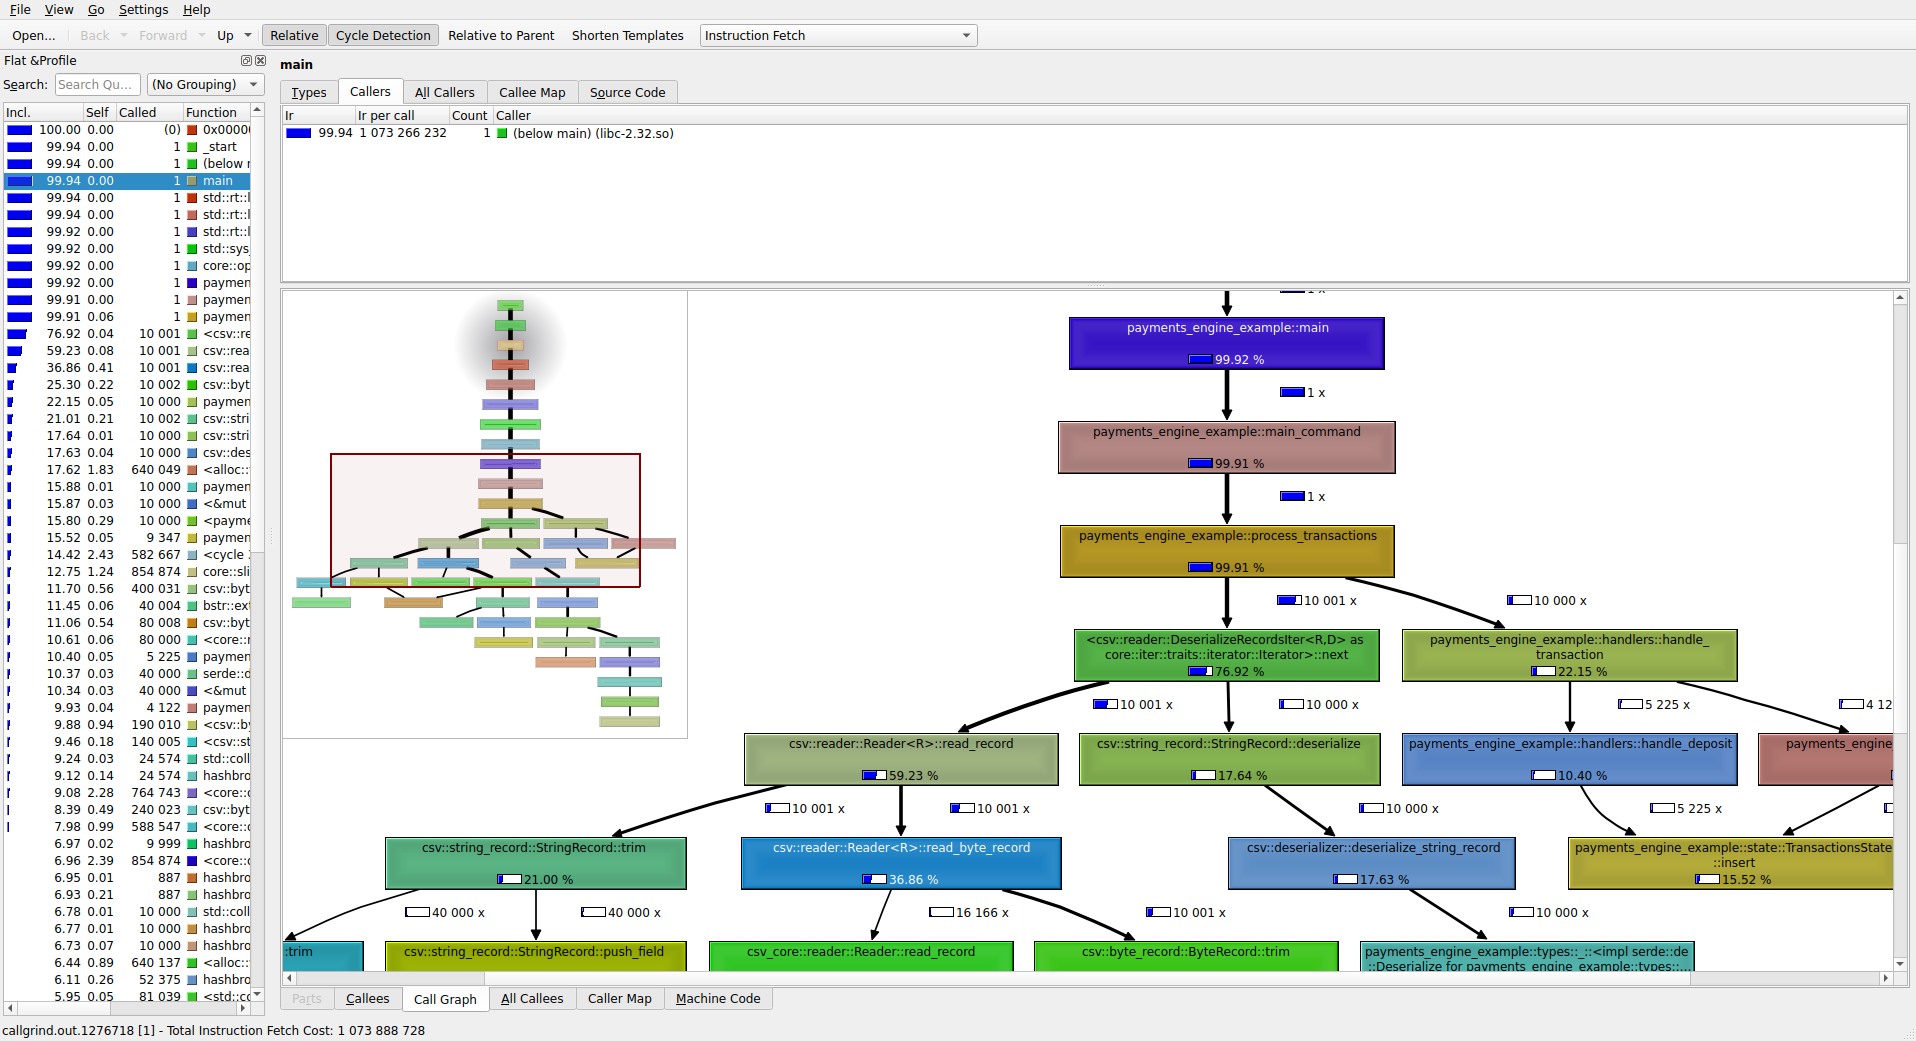 File View Go Settings Help
Open... Back Forward Up Relative Cycle Detection Relative to Parent Shorten Templates Instruction Fetch
Flat &Profile
Search: Search Qu... (No Grouping)
Incl. Self Called Function
100.00 0.00 (0) 0x0000
99.94 0.00 1 _start
99.94 0.00 1 (below
99.94 0.00 1 main
99.94 0.00 1 std::rt::l
99.94 0.00 1 std::rt::l
99.92 0.00 1 std::rt::l
99.92 0.00 1 std::sys
99.92 0.00 1 core::op
99.92 0.00 1 paymen
99.91 0.00 1 paymen
99.91 0.06 1 paymen
76.92 0.04 10 001 <csv::re
59.23 0.08 10 001 csv::rea
36.86 0.41 10 001 csv::rea
25.30 0.22 10 002 csv::byt
22.15 0.05 10 000 paymen
21.01 0.21 10 002 csv::stri
17.64 0.01 10 000 csv::stri
17.63 0.04 10 000 csv::des
17.62 1.83 640 049 <alloc::
15.88 0.01 10 000 paymen
15.87 0.03 10 000 <&mut
15.80 0.29 10 000 <payme
15.52 0.05 9 347 paymen
14.42 2.43 582 667 <cycle
12.75 1.24 854 874 core::sli
11.70 0.56 400 031 csv::byt
11.45 0.06 40 004 bstr::ext
11.06 0.54 80 008 csv::byt
10.61 0.06 80 000 <core::r
10.40 0.05 5 225 paymen
10.37 0.03 40 000 serde::d
10.34 0.03 40 000 <&mut
9.93 0.04 4 122 paymen
9.88 0.94 190 010 <csv::b
9.46 0.18 140 005 <csv::st
9.24 0.03 24 574 std::coll
9.12 0.14 24 574 hashbro
9.08 2.28 764 743 <core::c
8.39 0.49 240 023 csv::byt
7.98 0.99 588 547 <core::c
6.97 0.02 9 999 hashbro
6.96 2.39 854 874 <core::c
6.95 0.01 887 hashbro
6.93 0.21 887 hashbro
6.78 0.01 10 000 std::coll
6.77 0.01 10 000 hashbro
6.73 0.07 10 000 hashbro
6.44 0.89 640 137 <alloc::
6.11 0.26 52 375 hashbro
5.95 0.05 81 039 <std::cc
main
Types Callers All Callers Callee Map Source Code
Ir Ir per call Count Caller
99.94 1 073 266 232 1 (below main) (libc-2.32.so)
payments_engine_example::main
99.92 %
1 x
payments_engine_example::main_command
99.91 %
1 x
payments_engine_example::process_transactions
99.91 %
10 001 x 10 000 x
<csv::reader::DeserializeRecordsIter<R,D> as
core::iter::traits::iterator::Iterator>::next
76.92 %
payments_engine_example::handlers::handle_
transaction
22.15 %
10 001 x 10 000 x 5 225 x 4 12
csv::reader::Reader<R>::read_record
59.23 %
csv::string_record::StringRecord::deserialize
17.64 %
payments_engine_example::handlers::handle_deposit
10.40 %
payments_engine
10 001 x 10 001 x 10 000 x 5 225 x
csv::string_record::StringRecord::trim
21.00 %
csv::reader::Reader<R>::read_byte_record
36.86 %
csv::deserializer::deserialize_string_record
17.63 %
payments_engine_example::state::TransactionsState
::insert
15.52 %
40 000 x 40 000 x 16 166 x 10 001 x 10 000 x
:trim
csv::string_record::StringRecord::push_field
csv_core::reader::Reader::read_record
csv::byte_record::ByteRecord::trim
payments_engine_example::types::_::<impl serde::de
::Deserialize for payments_engine_example::types::...
Parts Callees Call Graph All Callees Caller Map Machine Code
callgrind.out.1276718 [1] - Total Instruction Fetch Cost: 1 073 888 728